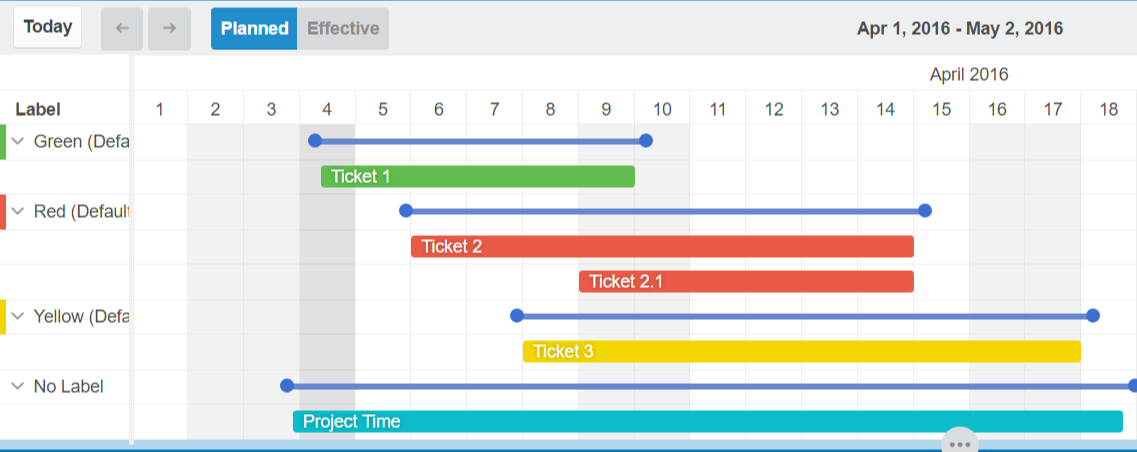 Today ← → Planned Effective Apr 1, 2016 - May 2, 2016
April 2016
Label 1 2 3 4 5 6 7 8 9 10 11 12 13 14 15 16 17 18
Green (Defa
Ticket 1
Red (Default
Ticket 2
Ticket 2.1
Yellow (Defa
Ticket 3
No Label
Project Time